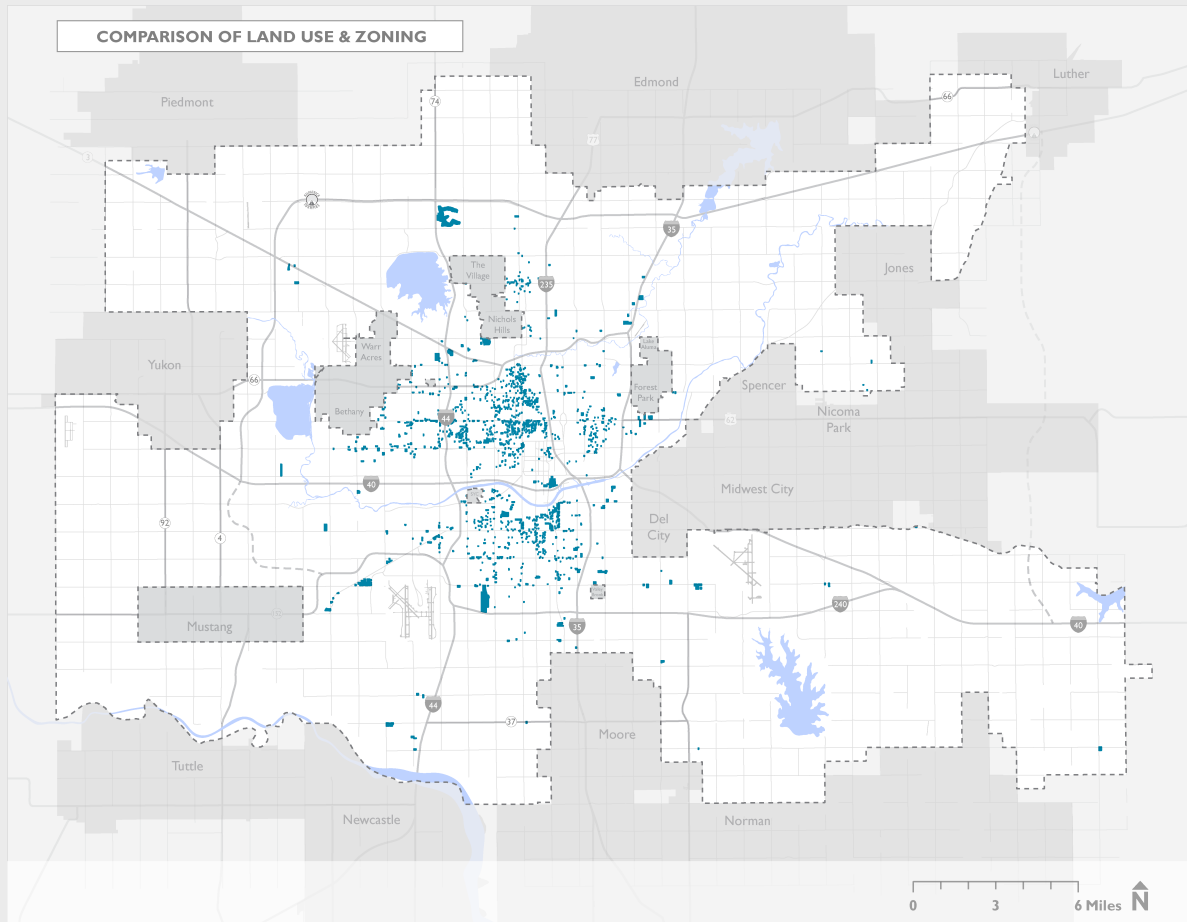 COMPARISON OF LAND USE & ZONING
Luther
Edmond
Piedmont
74
66
77
3
35
The
Village
Jones
235
Nichols
Hills
Warr
Acres
Yukon
66
Forest
Park
Spencer
Bethany
44
Nicoma
Park
62
40
Midwest City
92
4
Del
City
240
Mustang
35
40
44
37
Moore
Tuttle
Newcastle
Norman
0
3
6 Miles
N